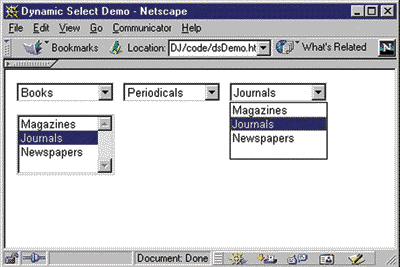 Dynamic Select Demo - Netscape
File Edit View Go Communicator Help
Bookmarks Location: DJ/code/dsDemo.ht What's Related N
Books Periodicals Journals
Magazines
Journals
Newspapers
Magazines
Journals
Newspapers
Document: Done